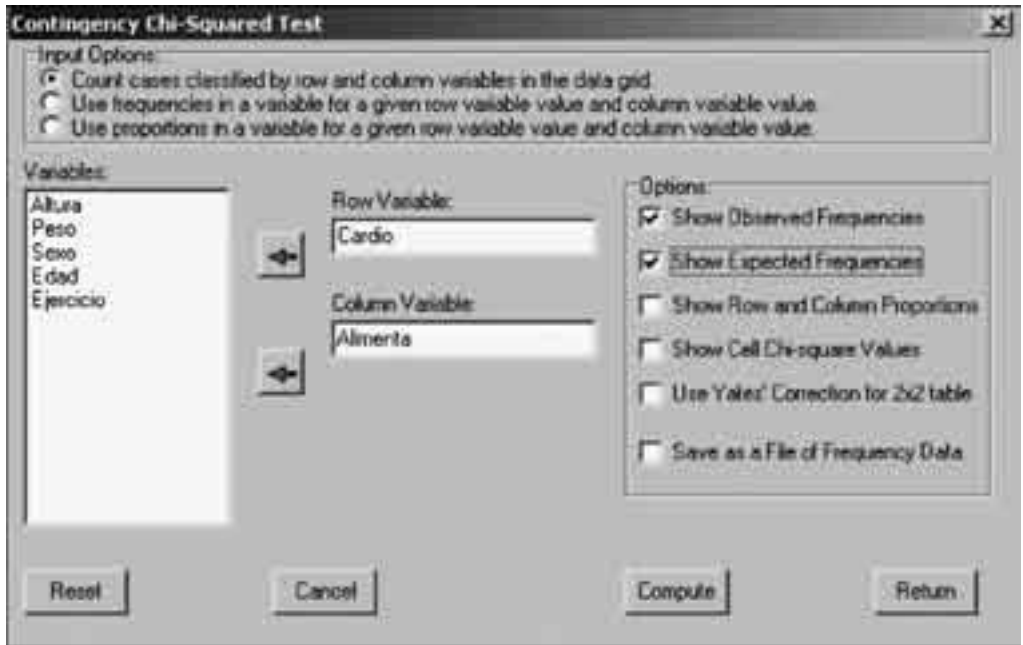 Contingency Chi-Squared Test
Input Options:
Count cases classified by row and column variables in the data grid
Use frequencies in a variable for a given row variable value and column variable value.
Use proportions in a variable for a given row variable value and column variable value.
Variables:
Altura
Peso
Sexo
Edad
Ejercicio
Row Variable:
Cardio
Column Variable:
Alimenta
Options:
Show Observed Frequencies
Show Expected Frequencies
Show Row and Column Proportions
Show Cell Chi-square Values
Use Yates' Correction for 2x2 table
Save as a File of Frequency Data
Reset
Cancel
Compute
Return